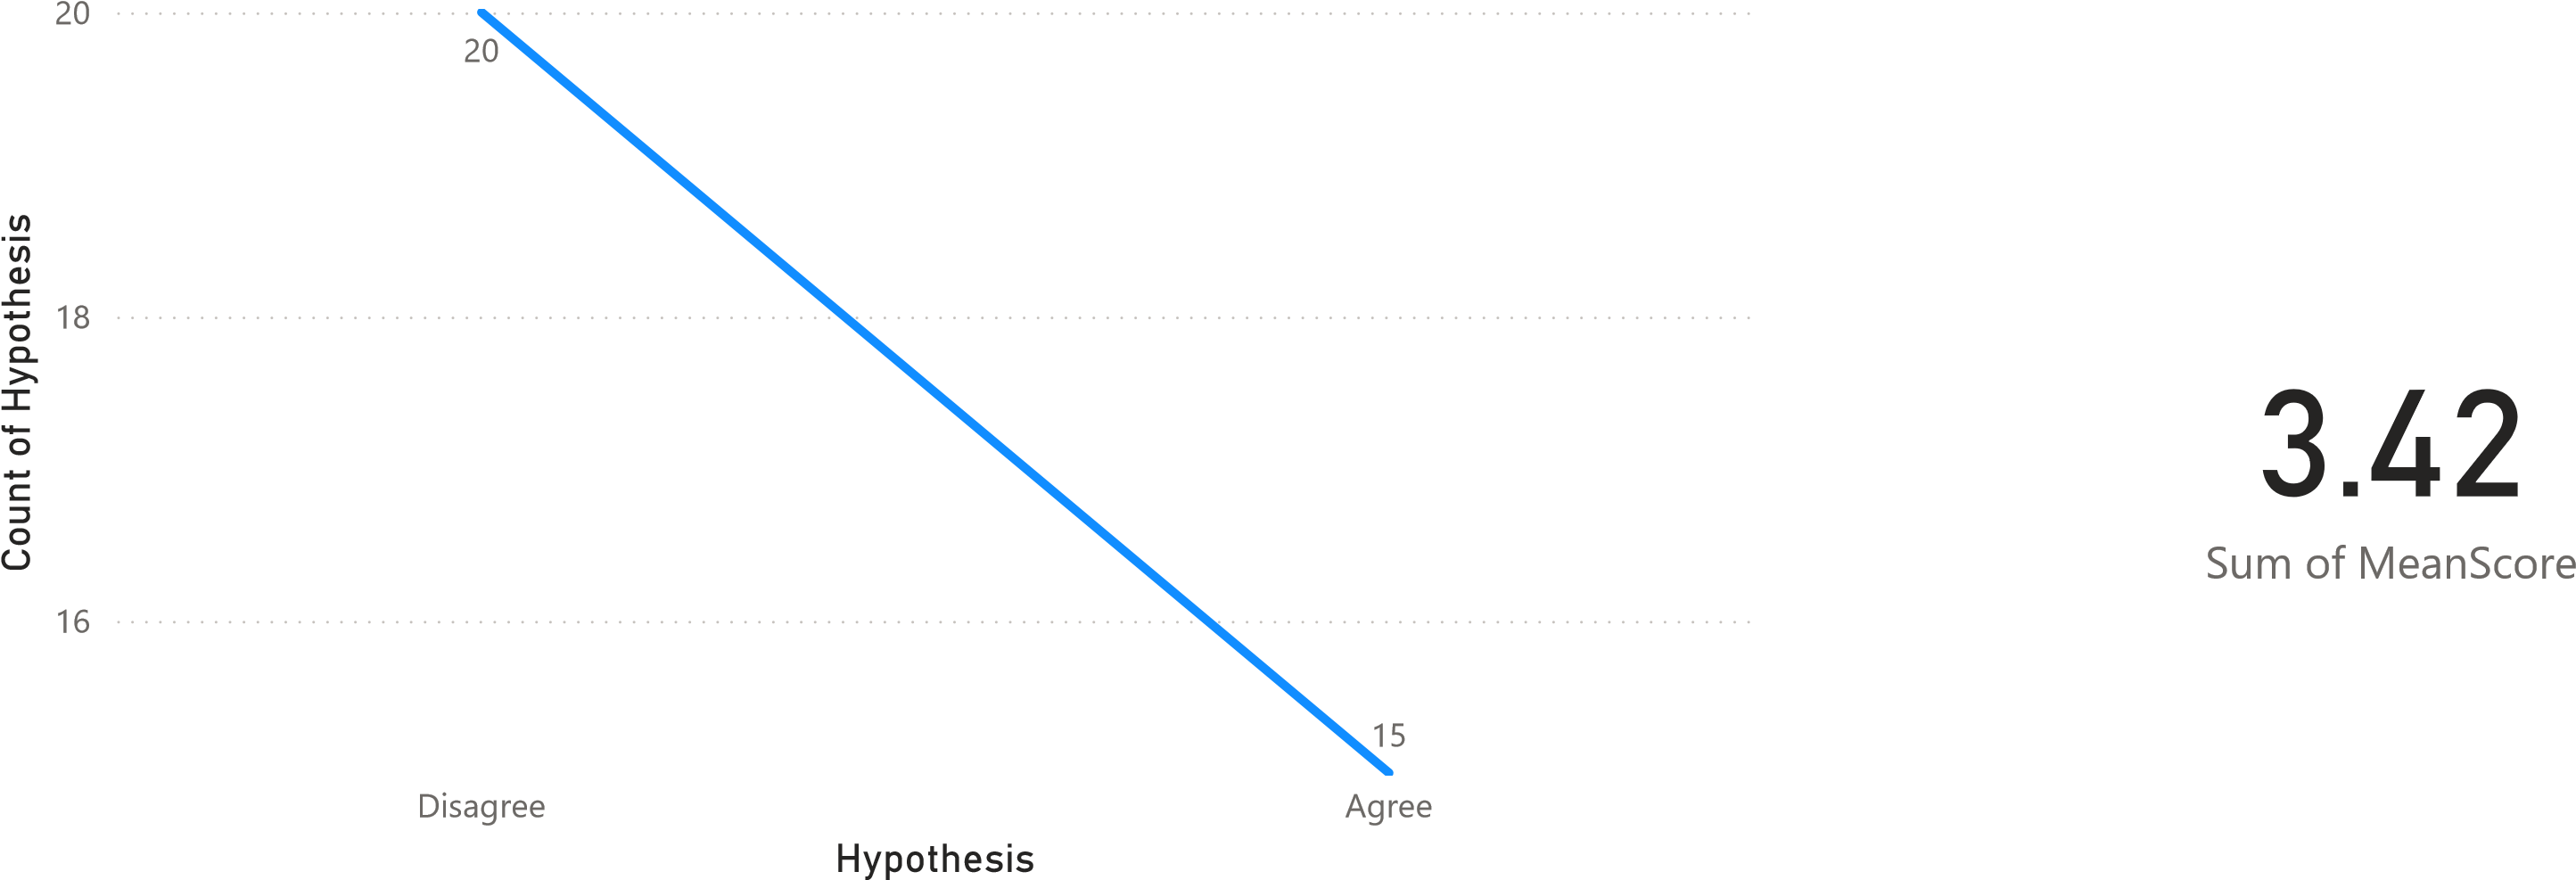 20
20
Count of Hypothesis
18
16
15
Disagree
Agree
Hypothesis
3.42
Sum of MeanScore